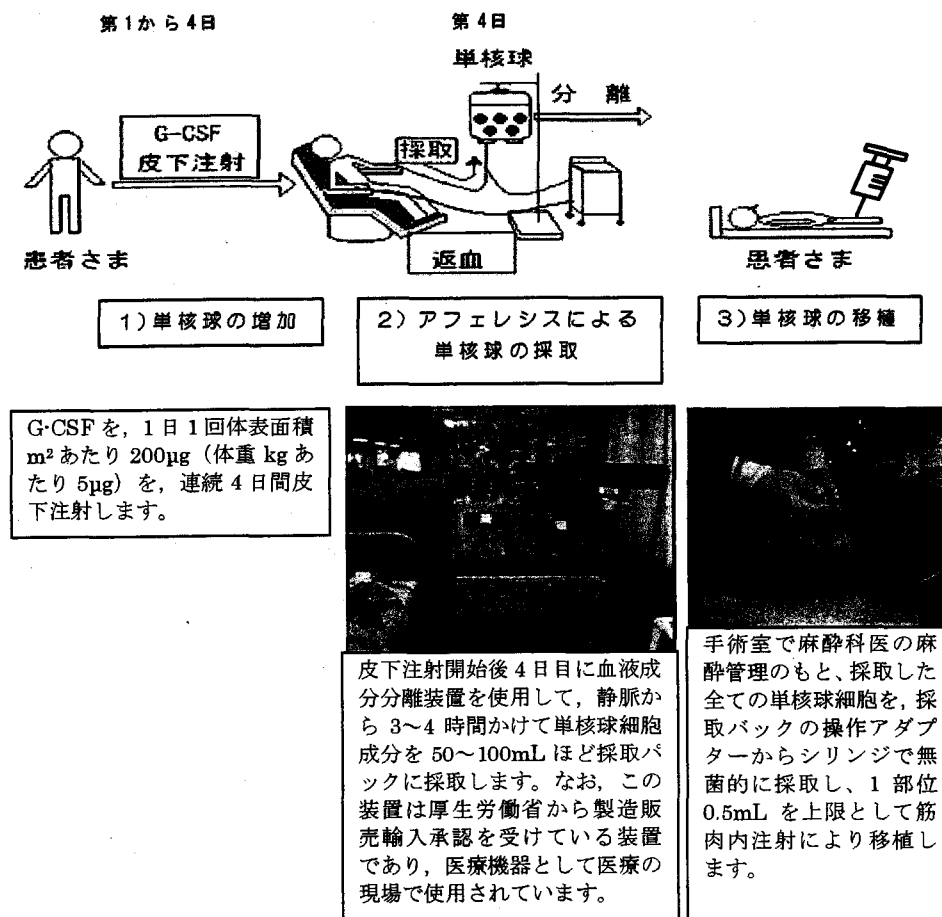 第1から4日
第4日
単核球
分離
G-CSF
皮下注射
採取
返血
患者さま
患者さま
1)単核球の増加
2)アフェレシスによる
単核球の採取
3)単核球の移植
G·CSFを，1日1回体表面積
m²あたり200μg（体重kgあ
たり5μg）を，連続4日間皮
下注射します。
皮下注射開始後4日目に血液成
分分離装置を使用して，静脈か
ら3～4時間かけて単核球細胞
成分を50～100mLほど採取パ
ックに採取します。なお，この
装置は厚生労働省から製造販
売輸入承認を受けている装置
であり，医療機器として医療の
現場で使用されています。
手術室で麻酔科医の麻
酔管理のもと、採取した
全ての単核球細胞を，採
取バックの操作アダプ
ターからシリンジで無
菌的に採取し、1部位
0.5mLを上限として筋
肉内注射により移植し
ます。